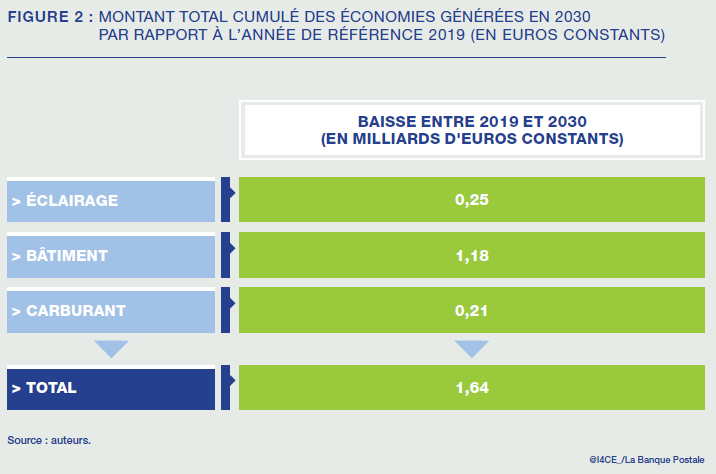 FIGURE 2 : MONTANT TOTAL CUMULÉ DES ÉCONOMIES GÉNÉRÉES EN 2030
PAR RAPPORT À L'ANNÉE DE RÉFÉRENCE 2019 (EN EUROS CONSTANTS)
BAISSE ENTRE 2019 ET 2030
(EN MILLIARDS D'EUROS CONSTANTS)
> ÉCLAIRAGE 0,25
> BÂTIMENT 1,18
> CARBURANT 0,21
> TOTAL 1,64
Source : auteurs.
@I4CE_/La Banque Postale